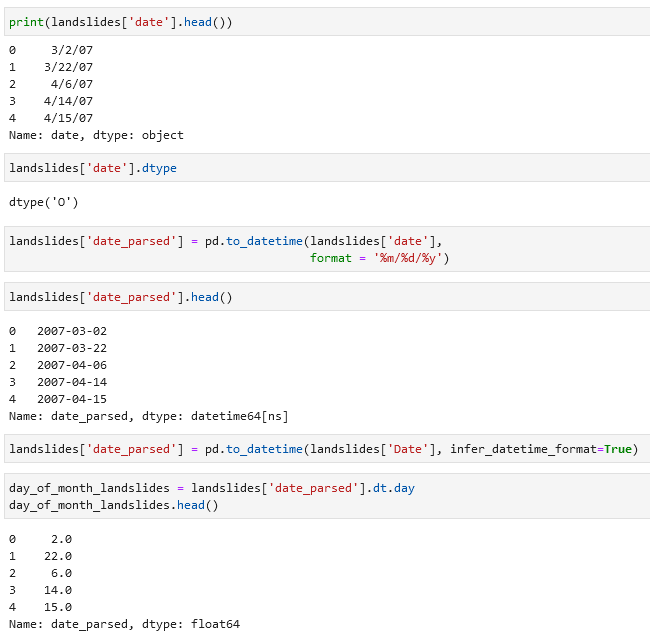 print(landslides['date'].head())
0     3/2/07
1    3/22/07
2     4/6/07
3    4/14/07
4    4/15/07
Name: date, dtype: object
landslides['date'].dtype
dtype('O')
landslides['date_parsed'] = pd.to_datetime(landslides['date'],
format = '%m/%d/%y')
landslides['date_parsed'].head()
0   2007-03-02
1   2007-03-22
2   2007-04-06
3   2007-04-14
4   2007-04-15
Name: date_parsed, dtype: datetime64[ns]
landslides['date_parsed'] = pd.to_datetime(landslides['Date'], infer_datetime_format=True)
day_of_month_landslides = landslides['date_parsed'].dt.day
day_of_month_landslides.head()
0     2.0
1    22.0
2     6.0
3    14.0
4    15.0
Name: date_parsed, dtype: float64